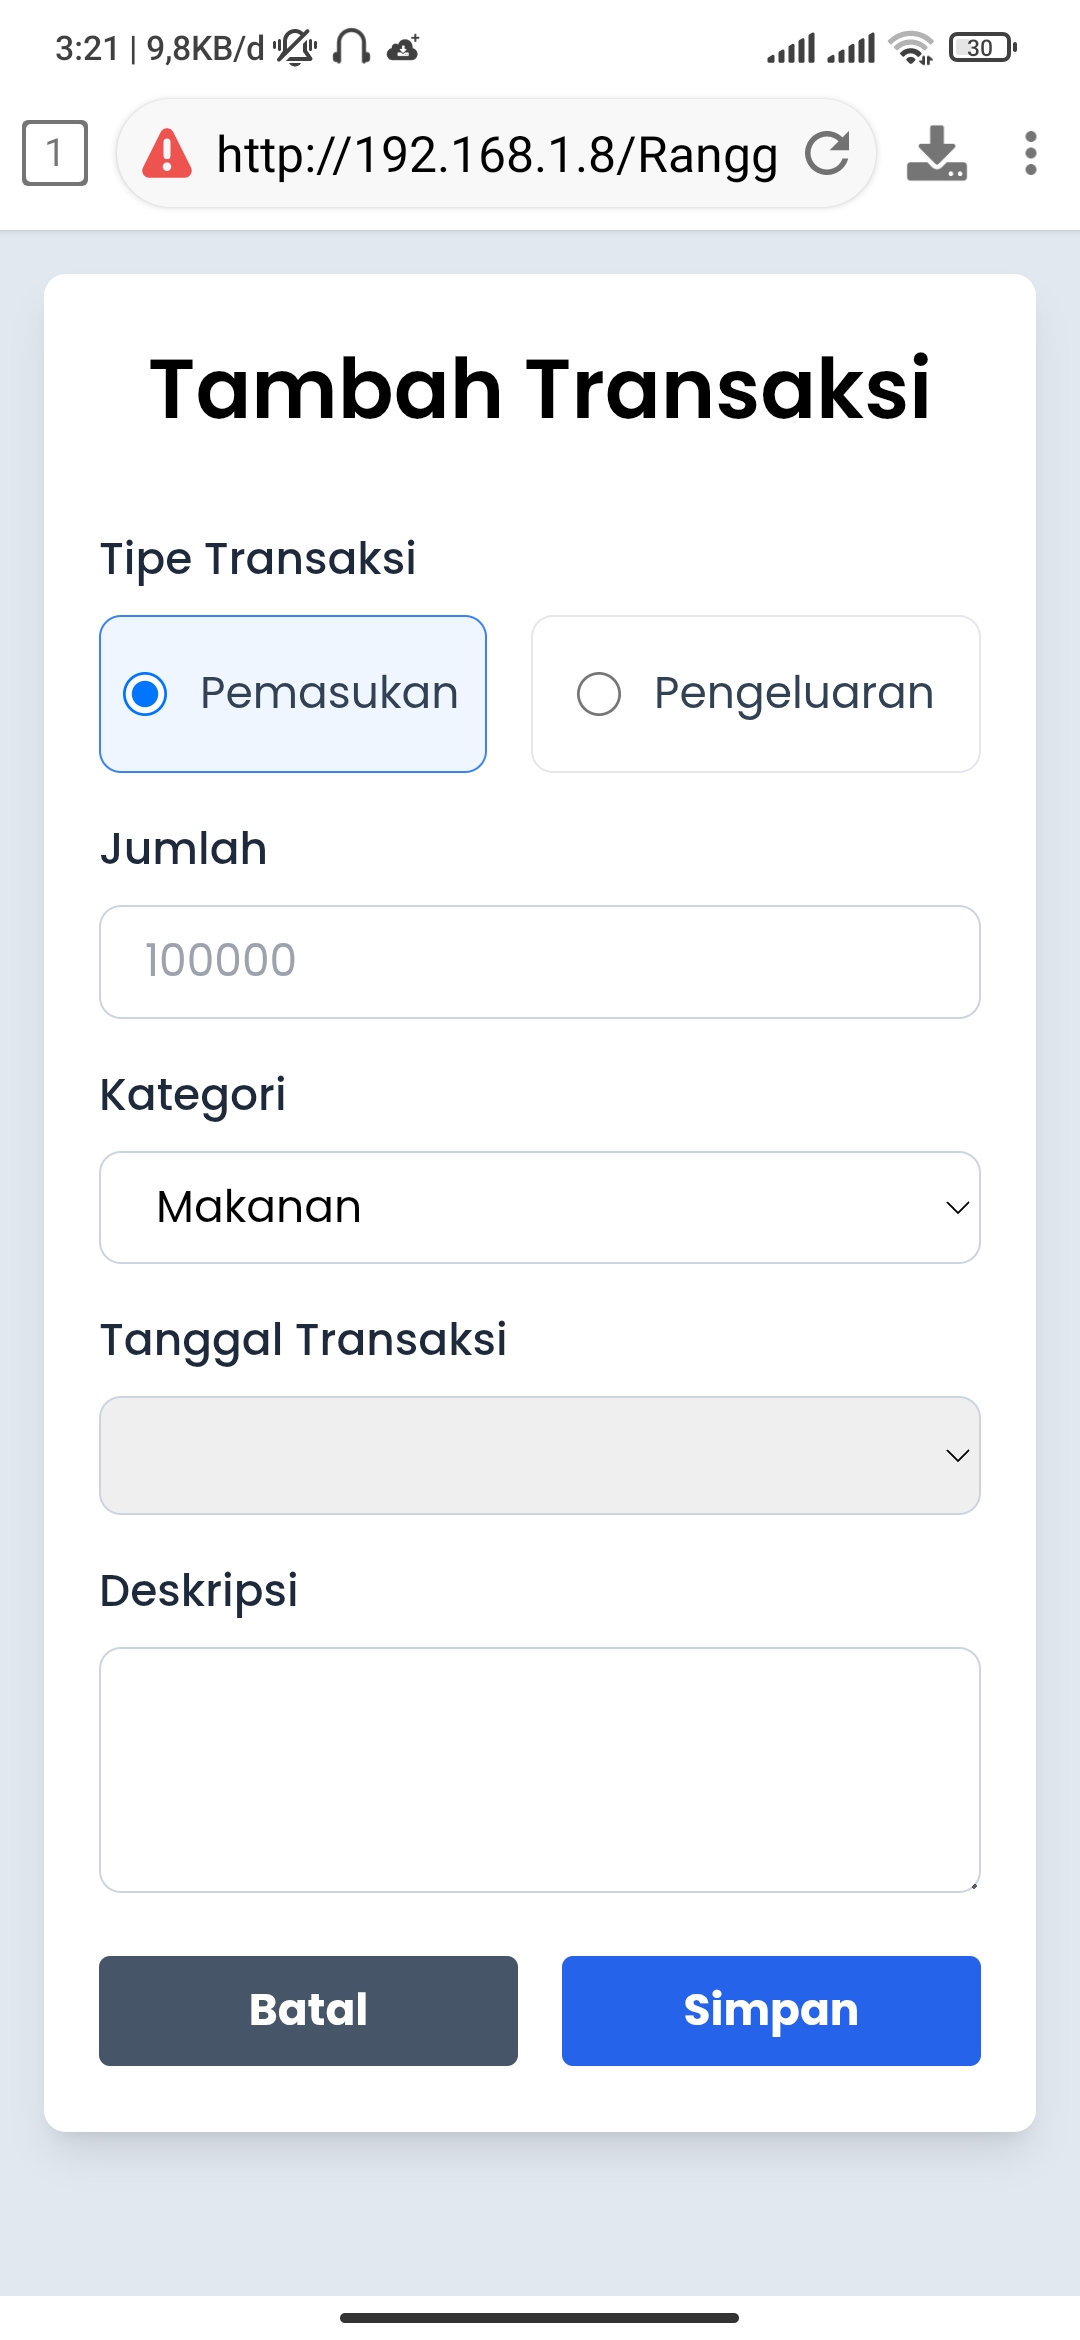 3:21 | 9,8KB/d
30
1
http://192.168.1.8/Rangg
Tambah Transaksi
Tipe Transaksi
Pemasukan
Pengeluaran
Jumlah
100000
Kategori
Makanan
Tanggal Transaksi
Deskripsi
Batal
Simpan